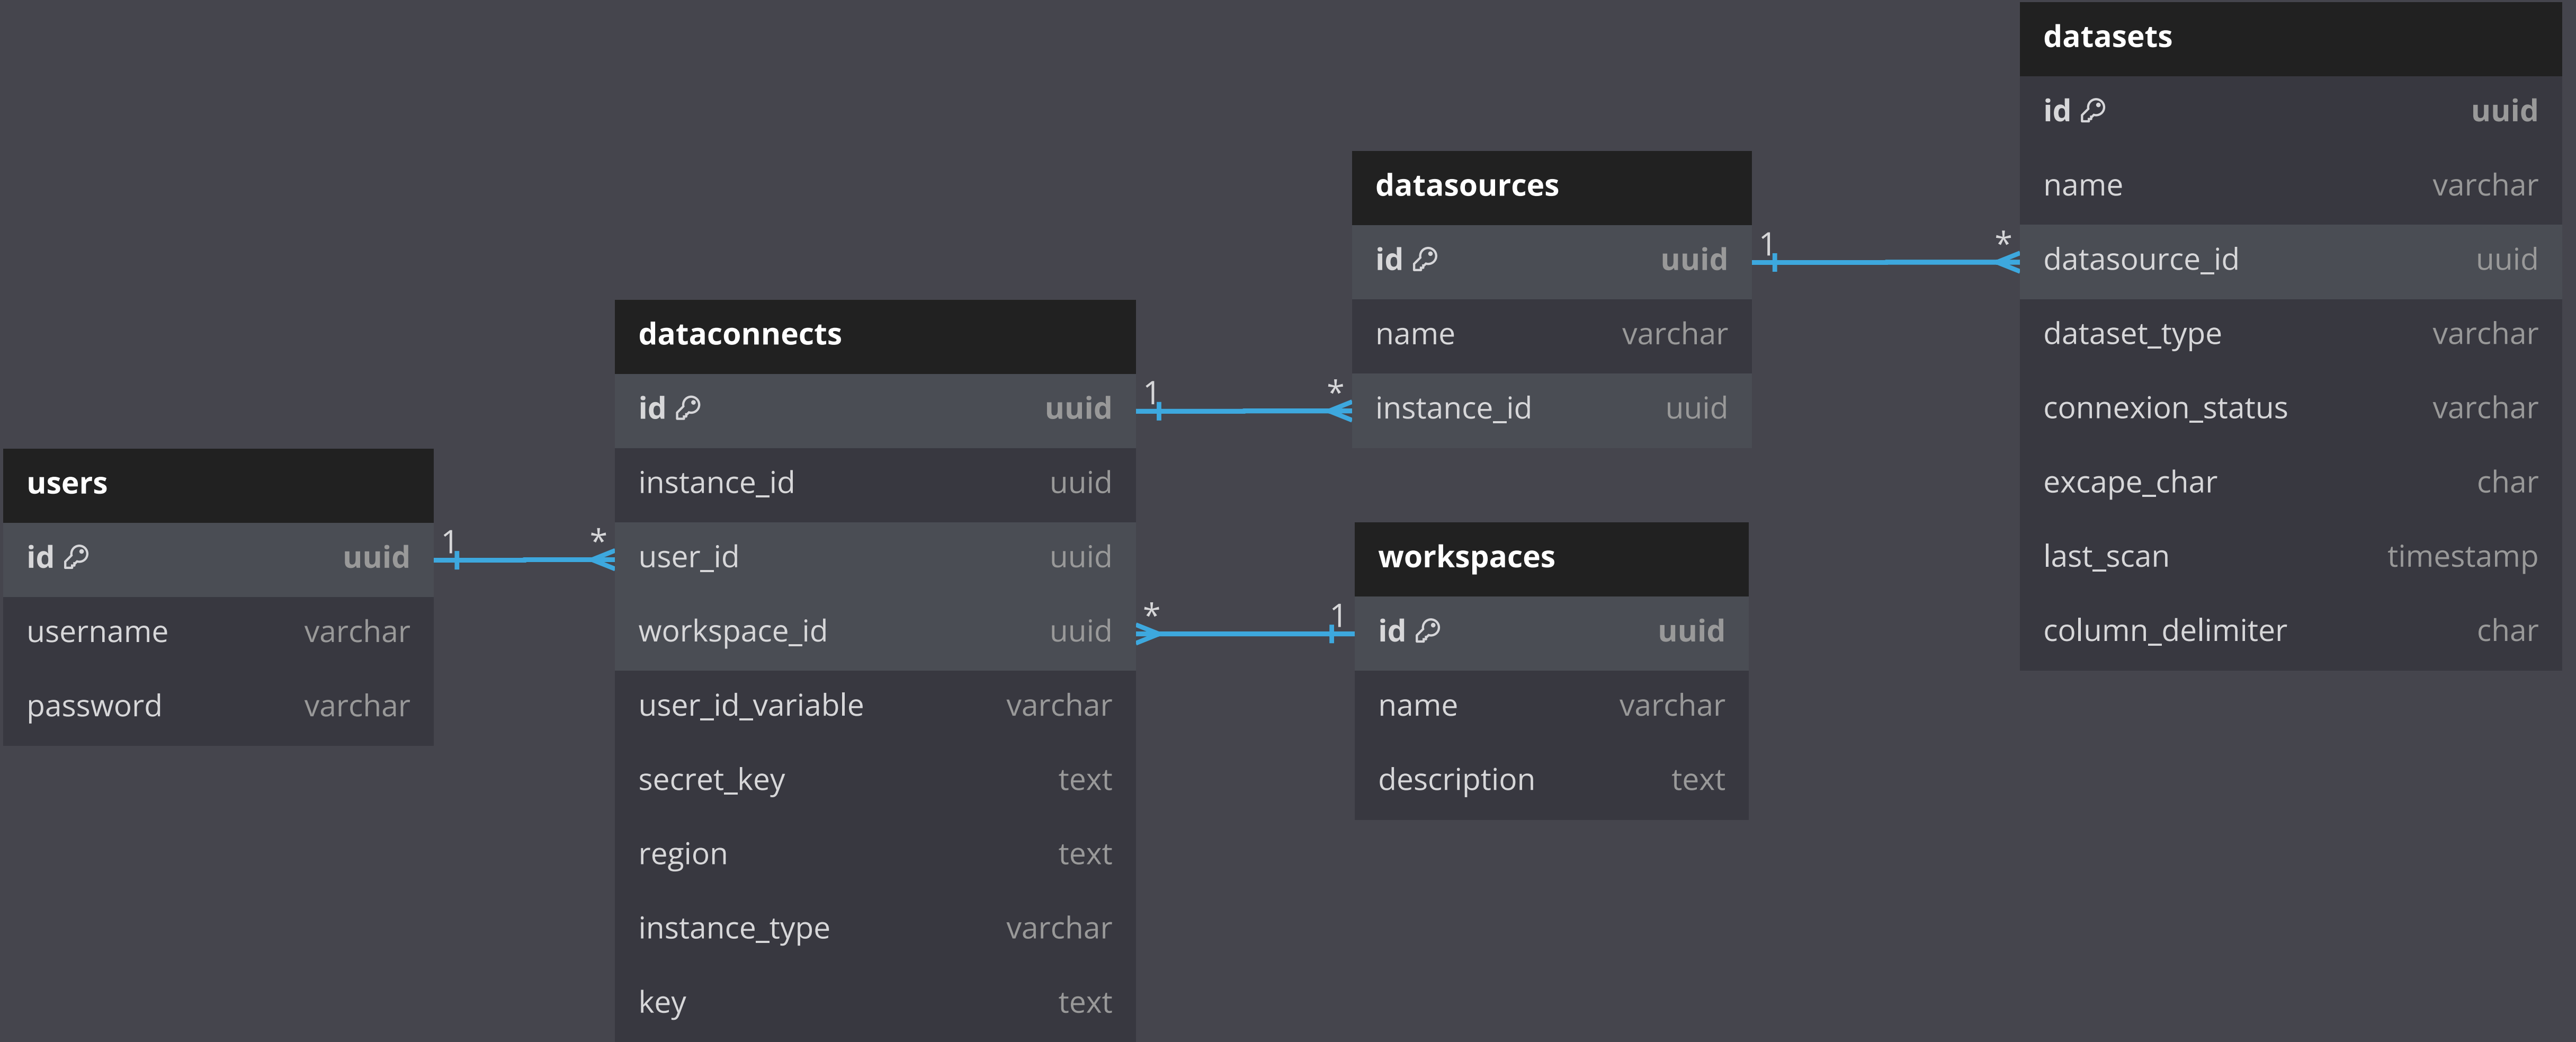 users
id uuid
username varchar
password varchar
1 *
dataconnects
id uuid
instance_id uuid
user_id uuid
workspace_id uuid
user_id_variable varchar
secret_key text
region text
instance_type varchar
key text
1 *
* 1
datasources
id uuid
name varchar
instance_id uuid
1 *
workspaces
id uuid
name varchar
description text
datasets
id uuid
name varchar
datasource_id uuid
dataset_type varchar
connexion_status varchar
excape_char char
last_scan timestamp
column_delimiter char